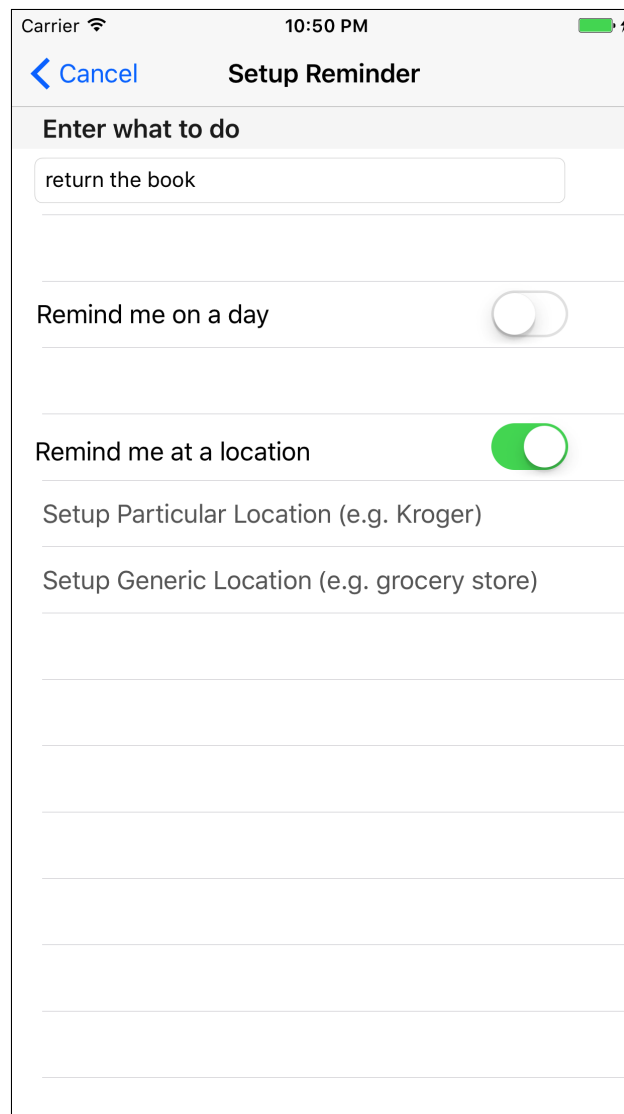 Carrier 10:50 PM
Cancel Setup Reminder
Enter what to do
return the book
Remind me on a day
Remind me at a location
Setup Particular Location (e.g. Kroger)
Setup Generic Location (e.g. grocery store)